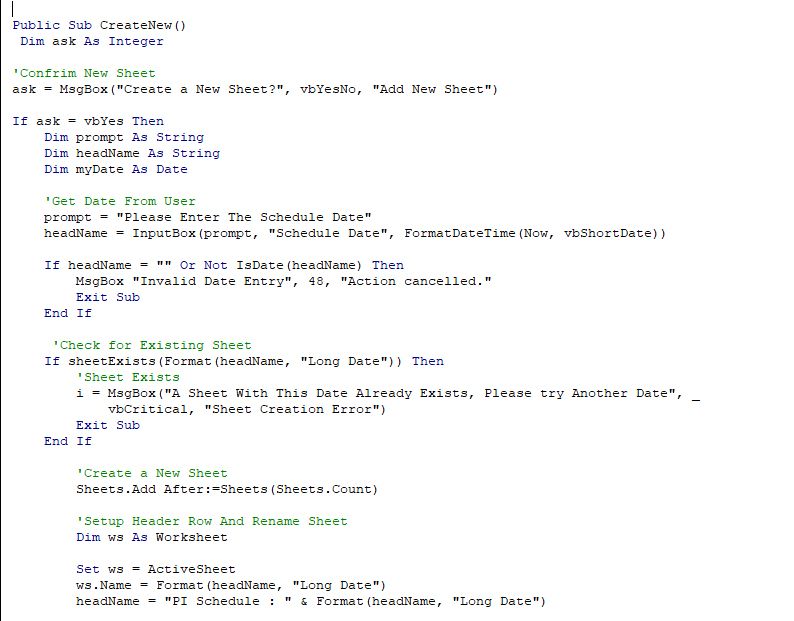 Public Sub CreateNew()
Dim ask As Integer
'Confrim New Sheet
ask = MsgBox("Create a New Sheet?", vbYesNo, "Add New Sheet")
If ask = vbYes Then
Dim prompt As String
Dim headName As String
Dim myDate As Date
'Get Date From User
prompt = "Please Enter The Schedule Date"
headName = InputBox(prompt, "Schedule Date", FormatDateTime(Now, vbShortDate))
If headName = "" Or Not IsDate(headName) Then
MsgBox "Invalid Date Entry", 48, "Action cancelled."
Exit Sub
End If
'Check for Existing Sheet
If sheetExists(Format(headName, "Long Date")) Then
'Sheet Exists
i = MsgBox("A Sheet With This Date Already Exists, Please try Another Date", _
vbCritical, "Sheet Creation Error")
Exit Sub
End If
'Create a New Sheet
Sheets.Add After:=Sheets(Sheets.Count)
'Setup Header Row And Rename Sheet
Dim ws As Worksheet
Set ws = ActiveSheet
ws.Name = Format(headName, "Long Date")
headName = "PI Schedule : " & Format(headName, "Long Date")